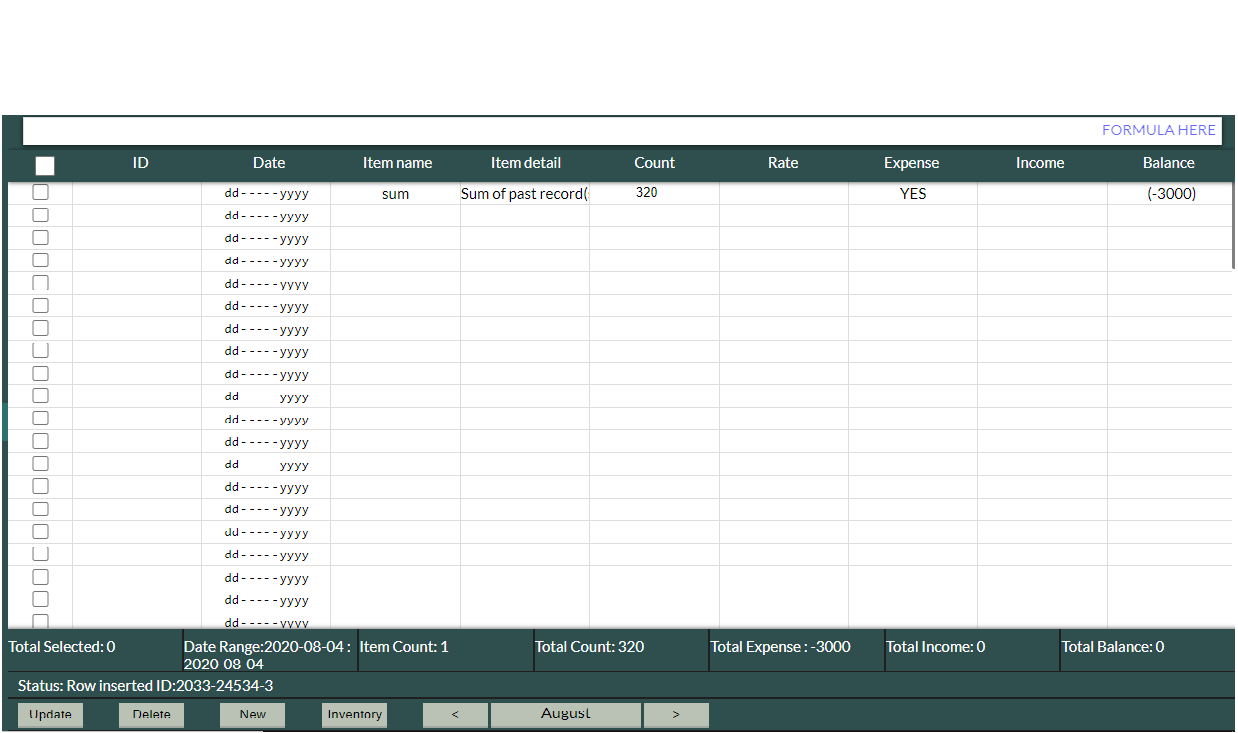 FORMULA HERE
ID Date Item name Item detail Count Rate Expense Income Balance
dd-----yyyy sum Sum of past record(s 320 YES (-3000)
dd-----yyyy
dd-----yyyy
dd-----yyyy
dd-----yyyy
dd-----yyyy
dd-----yyyy
dd-----yyyy
dd-----yyyy
dd yyyy
dd-----yyyy
dd-----yyyy
dd yyyy
dd-----yyyy
dd-----yyyy
dd-----yyyy
dd-----yyyy
dd-----yyyy
dd-----yyyy
dd-----yyyy
Total Selected: 0 Date Range:2020-08-04 : Item Count: 1 Total Count: 320 Total Expense : -3000 Total Income: 0 Total Balance: 0
2020-08-04
Status: Row inserted ID:2033-24534-3
Update Delete New Inventory < August >